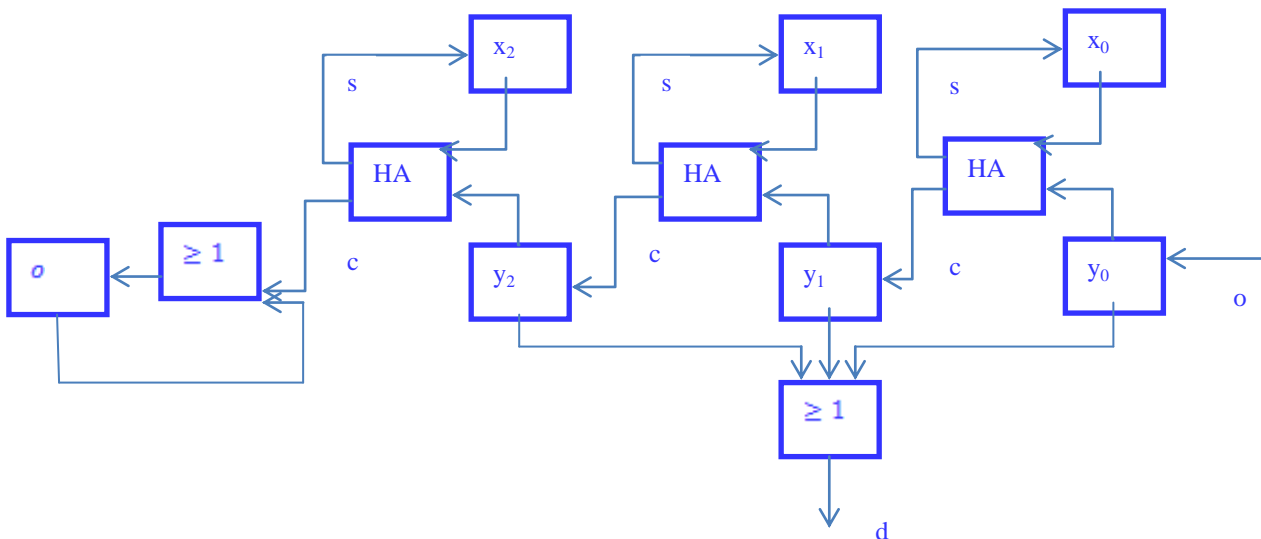 x₂ x₁ x₀
s s s
HA HA HA
≥ 1
o
c c c
y₂ y₁ y₀
o
≥ 1
d